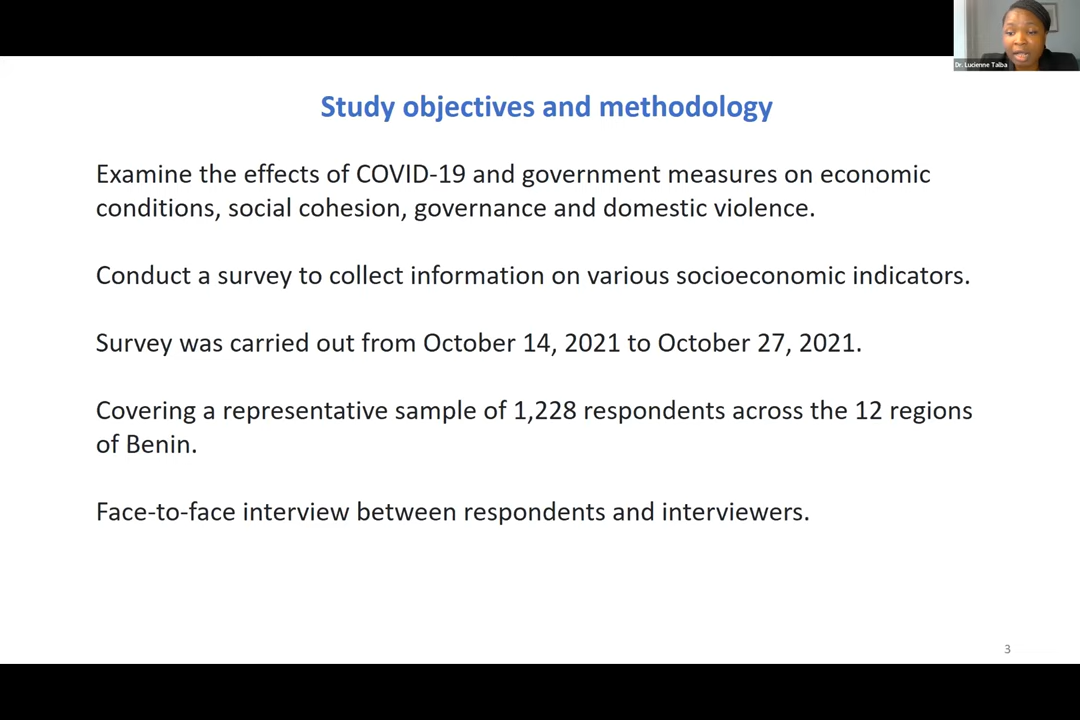 Dr. Lucienne Talba
Study objectives and methodology
Examine the effects of COVID-19 and government measures on economic
conditions, social cohesion, governance and domestic violence.
Conduct a survey to collect information on various socioeconomic indicators.
Survey was carried out from October 14, 2021 to October 27, 2021.
Covering a representative sample of 1,228 respondents across the 12 regions
of Benin.
Face-to-face interview between respondents and interviewers.
3